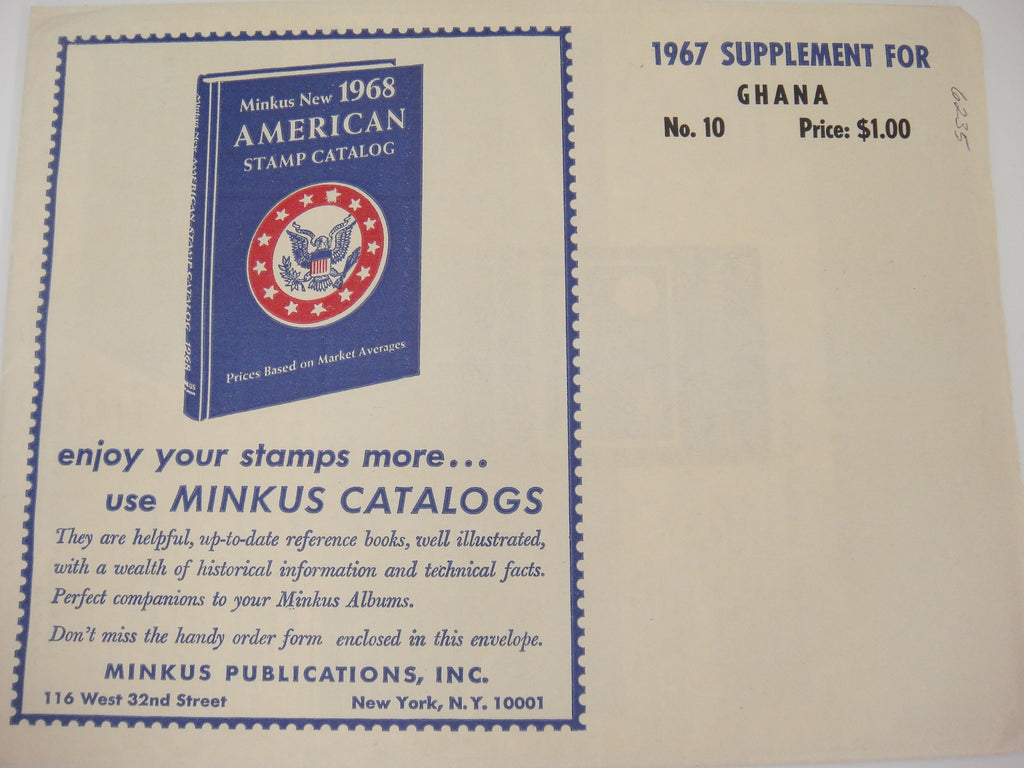 Minkus New 1968
AMERICAN
STAMP CATALOG
Prices Based on Market Averages
enjoy your stamps more...
use MINKUS CATALOGS
They are helpful, up-to-date reference books, well illustrated,
with a wealth of historical information and technical facts.
Perfect companions to your Minkus Albums.
Don't miss the handy order form enclosed in this envelope.
MINKUS PUBLICATIONS, INC.
116 West 32nd Street New York, N.Y. 10001
1967 SUPPLEMENT FOR
GHANA
No. 10 Price: $1.00
6235